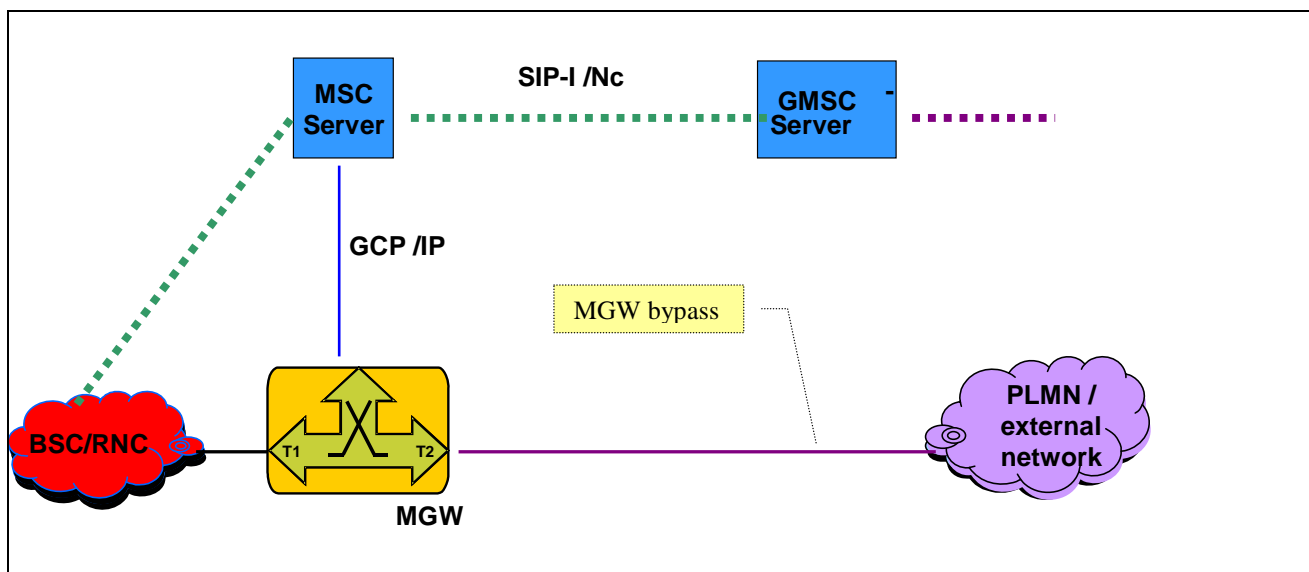 SIP-I /Nc
MSC
Server
GMSC -
Server
GCP /IP
MGW bypass
PLMN /
external
network
BSC/RNC
T1
T2
MGW